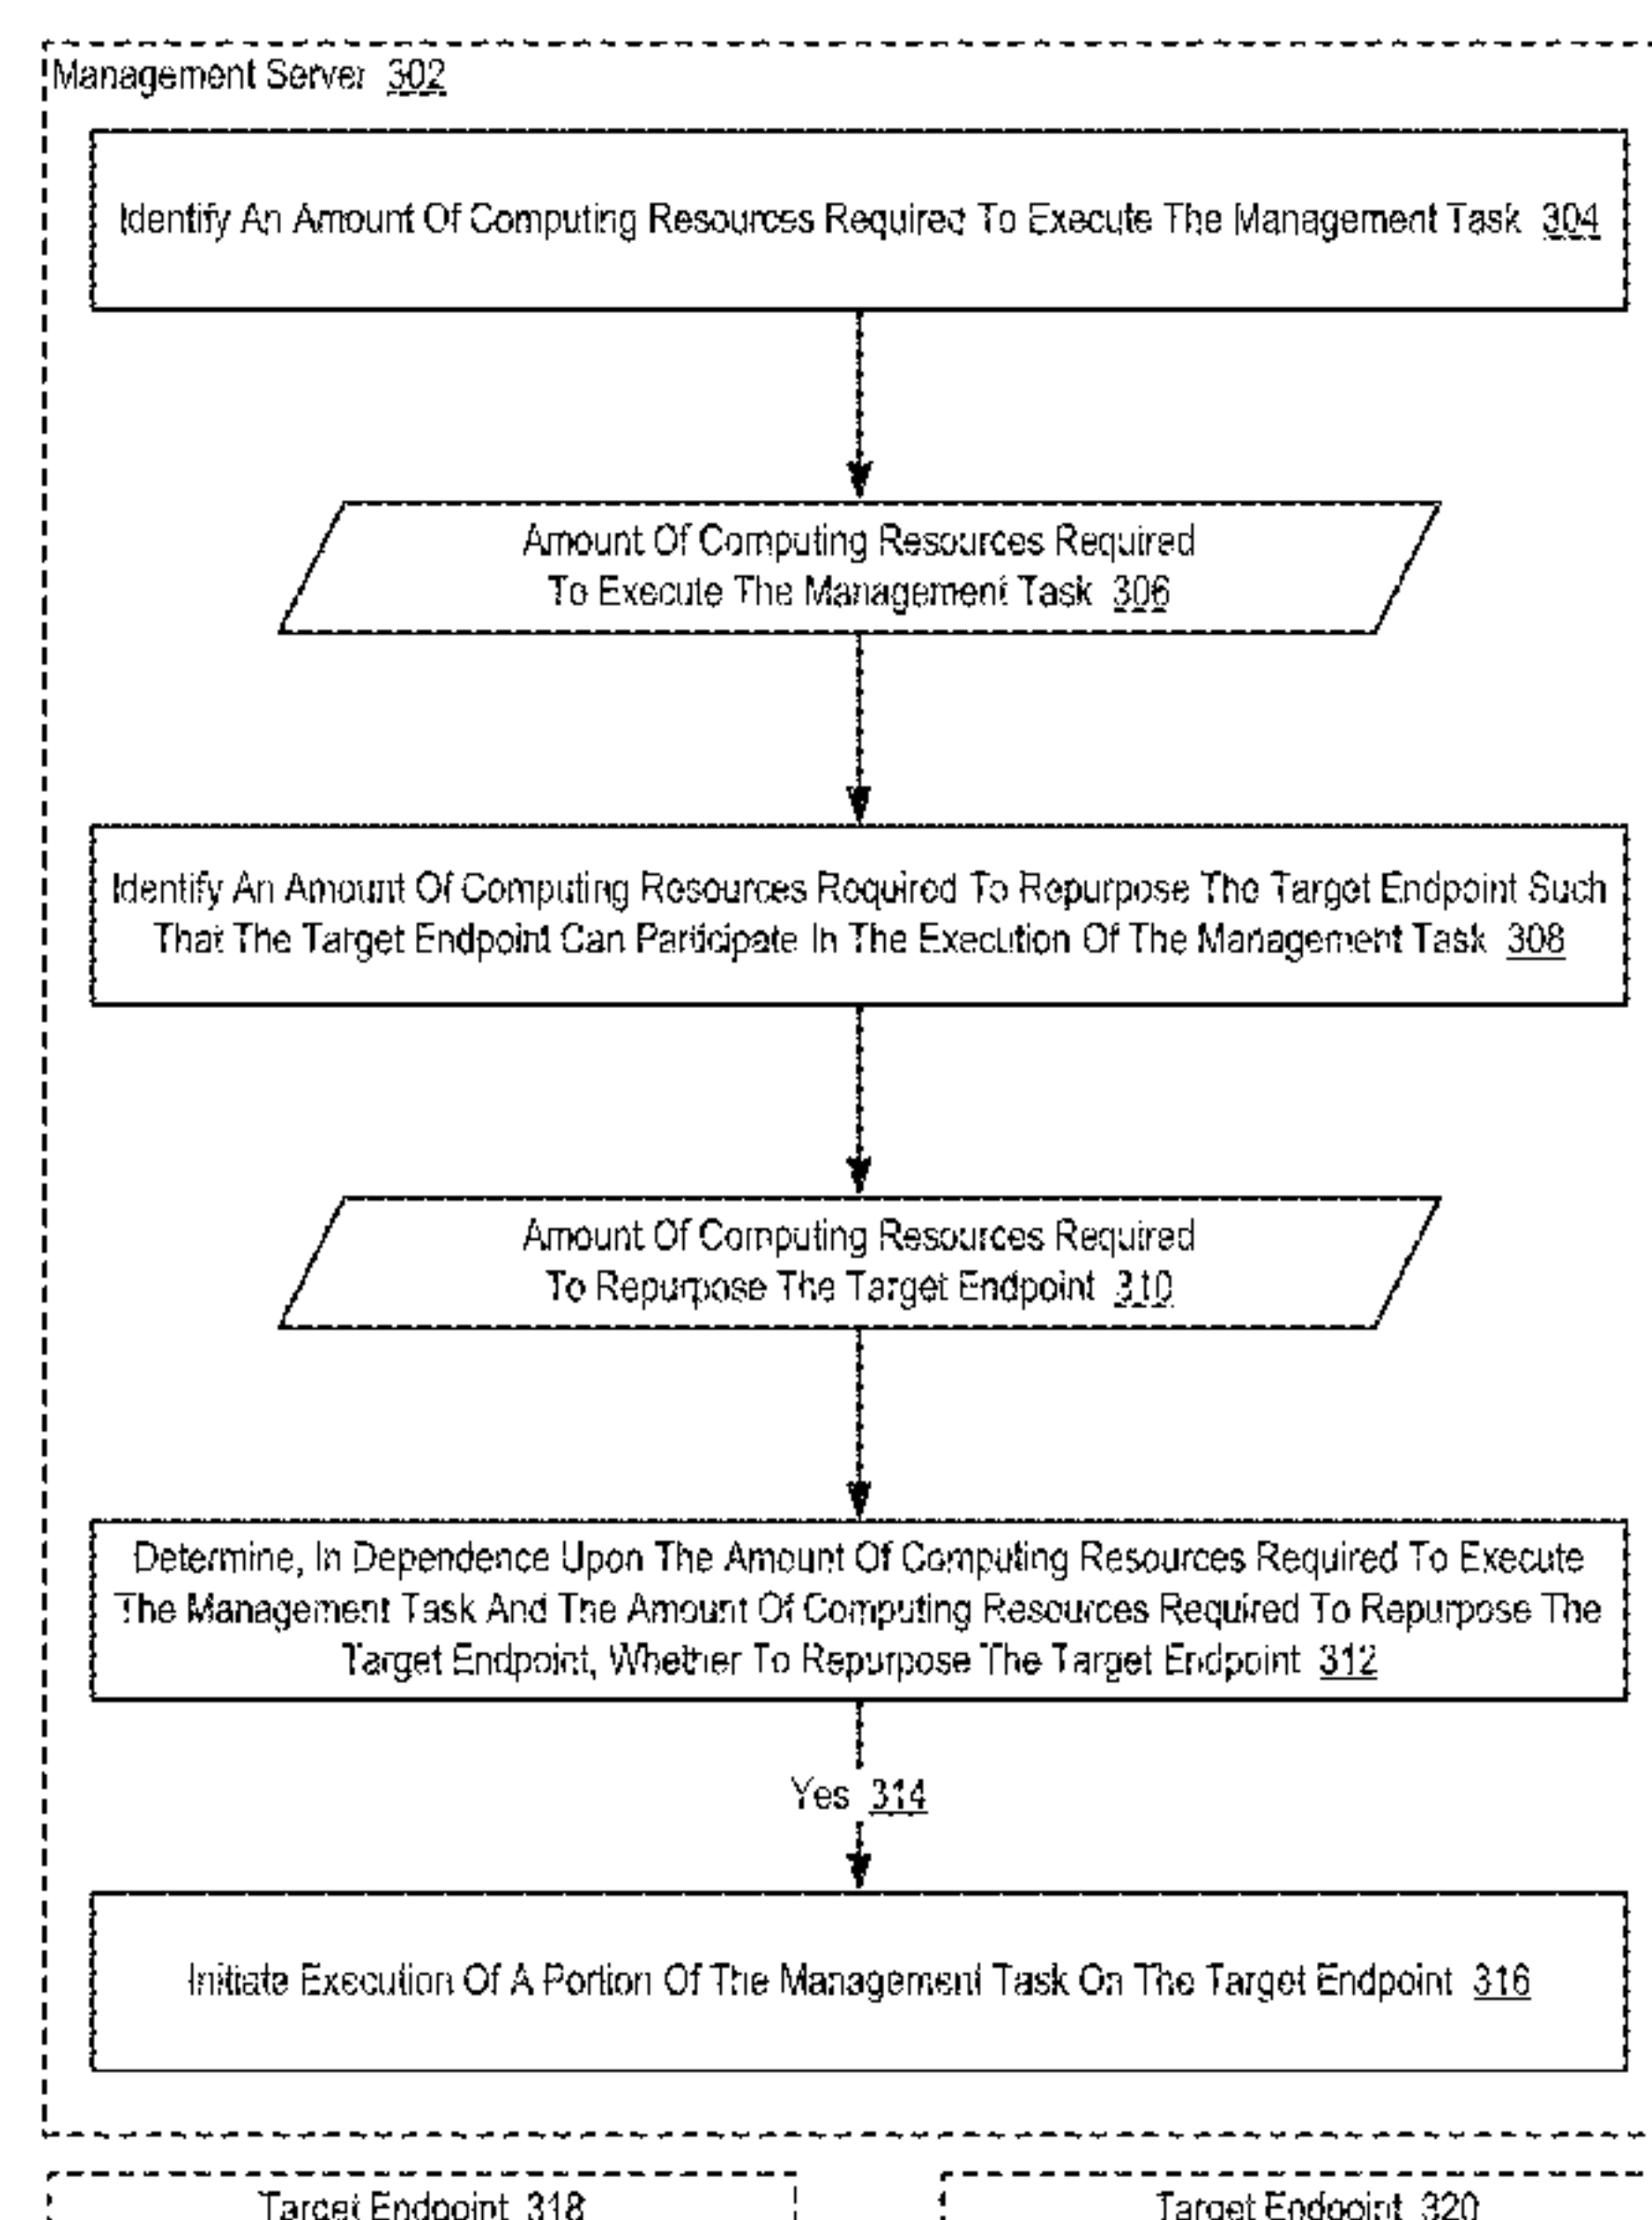 Management Server 302
Identify An Amount Of Computing Resources Required To Execute The Management Task 304
Amount Of Computing Resources Required
To Execute The Management Task 306
Identify An Amount Of Computing Resources Required To Repurpose The Target Endpoint Such
That The Target Endpoint Can Participate In The Execution Of The Management Task 308
Amount Of Computing Resources Required
To Repurpose The Target Endpoint 310
Determine, In Dependence Upon The Amount Of Computing Resources Required To Execute
The Management Task And The Amount Of Computing Resources Required To Repurpose The
Target Endpoint, Whether To Repurpose The Target Endpoint 312
Yes 314
Initiate Execution Of A Portion Of The Management Task On The Target Endpoint 316
Target Endpoint 318
Target Endpoint 320